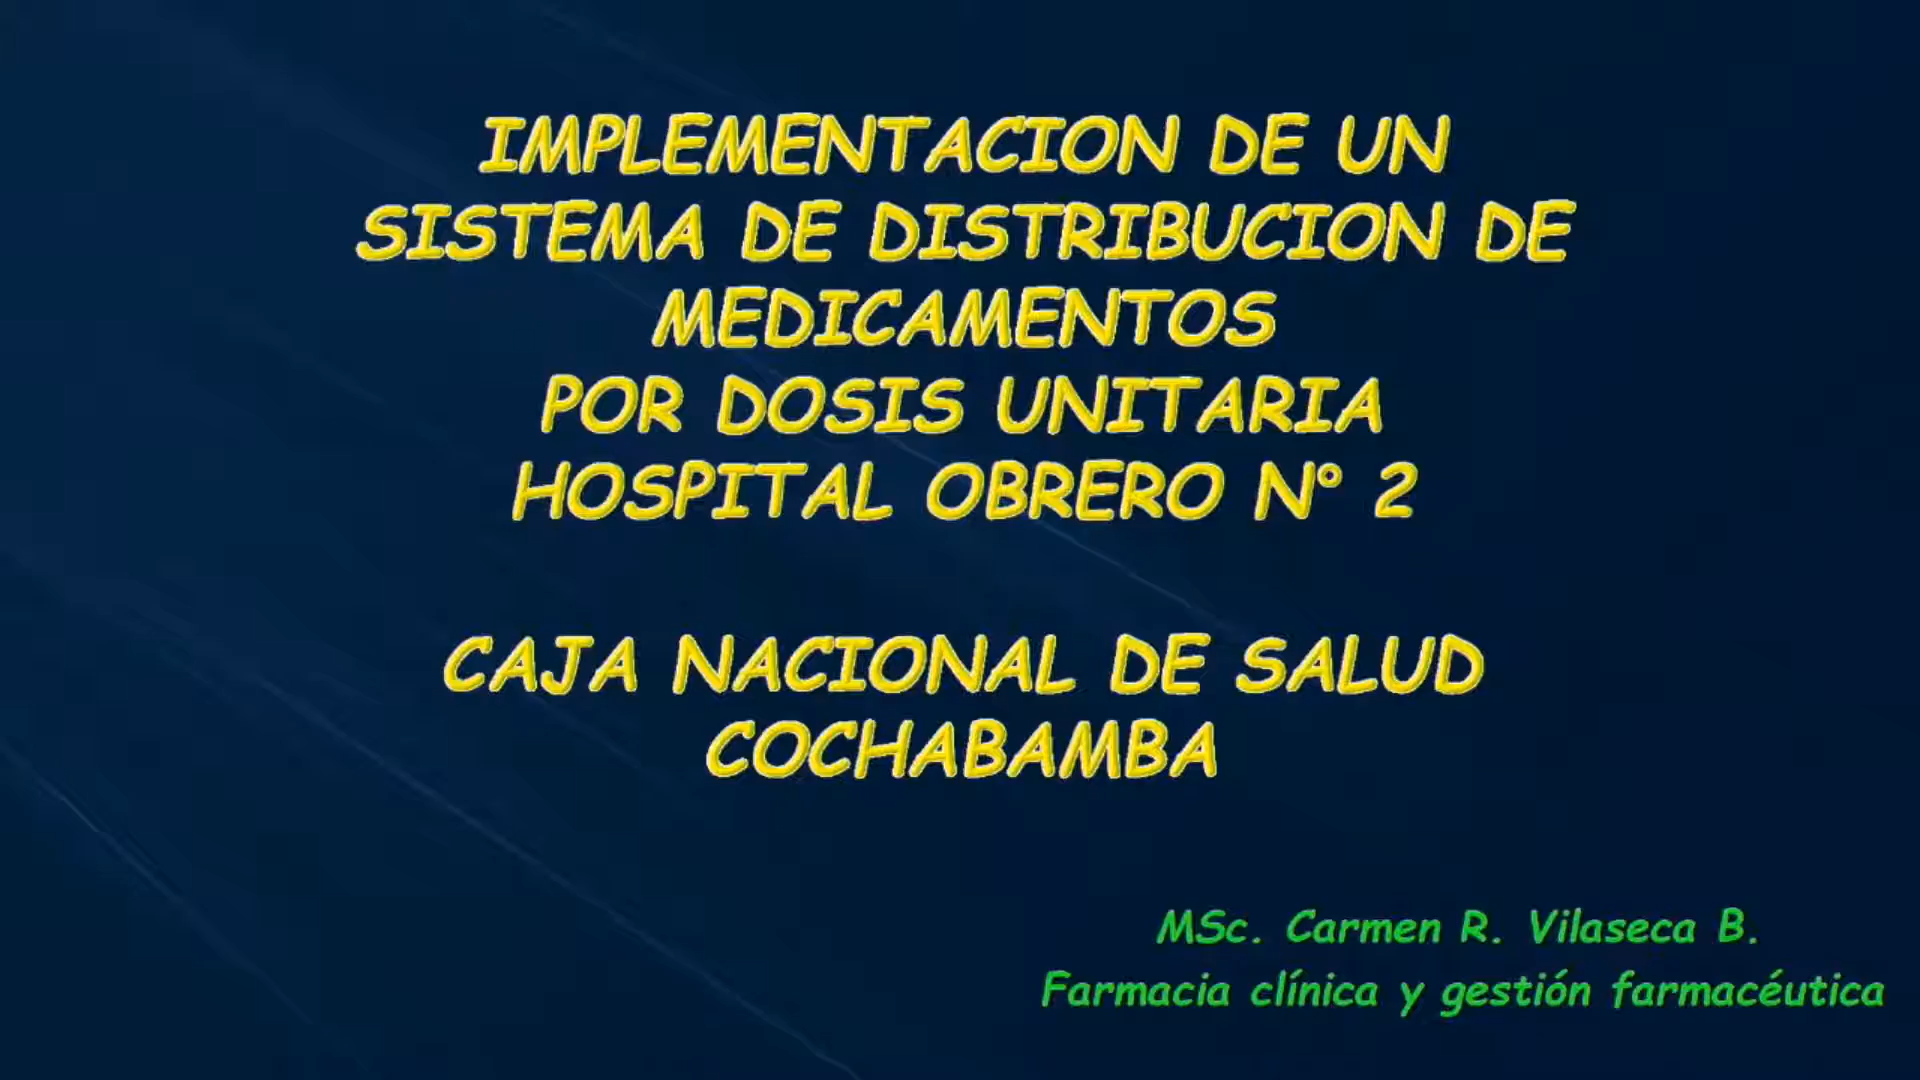 IMPLEMENTACION DE UN
SISTEMA DE DISTRIBUCION DE
MEDICAMENTOS
POR DOSIS UNITARIA
HOSPITAL OBRERO N° 2
CAJA NACIONAL DE SALUD
COCHABAMBA
MSc. Carmen R. Vilaseca B.
Farmacia clínica y gestión farmacéutica